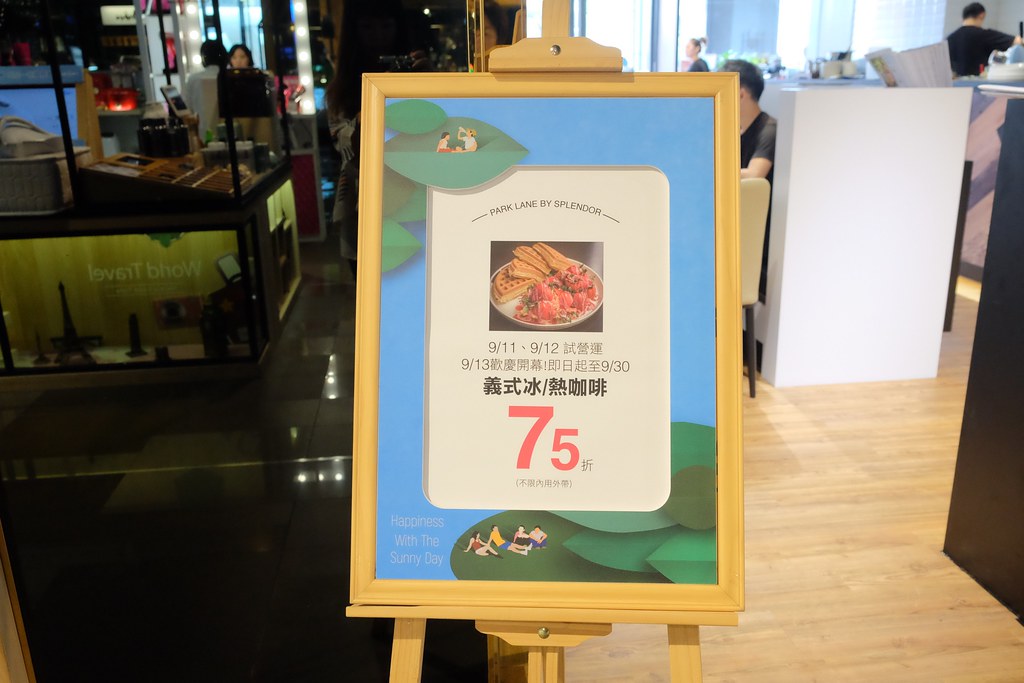 PARK LANE BY SPLENDOR
9/11、9/12 試營運
9/13歡慶開幕!即日起至9/30
義式冰/熱咖啡
75折
(不限內用外帶)
Happiness
With The
Sunny Day
World Travel